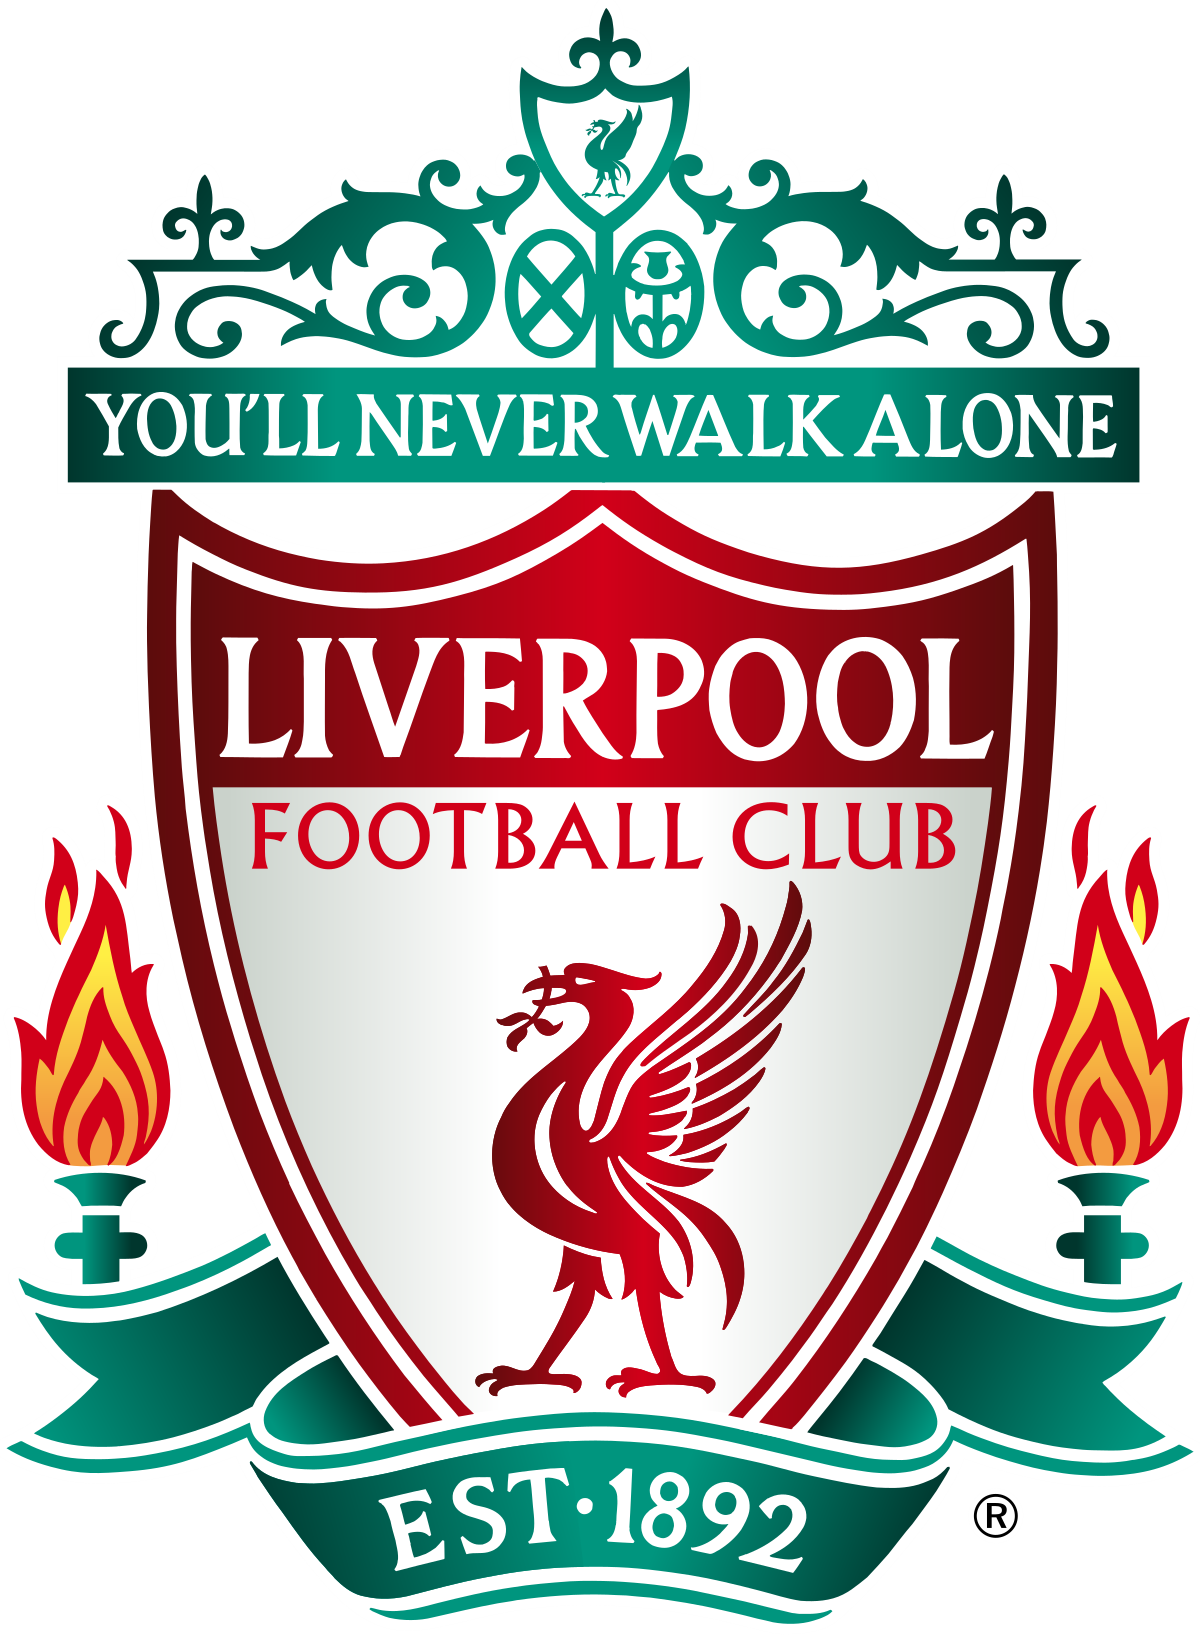 YOU'LL NEVER WALK ALONE
LIVERPOOL
FOOTBALL CLUB
EST·1892
®